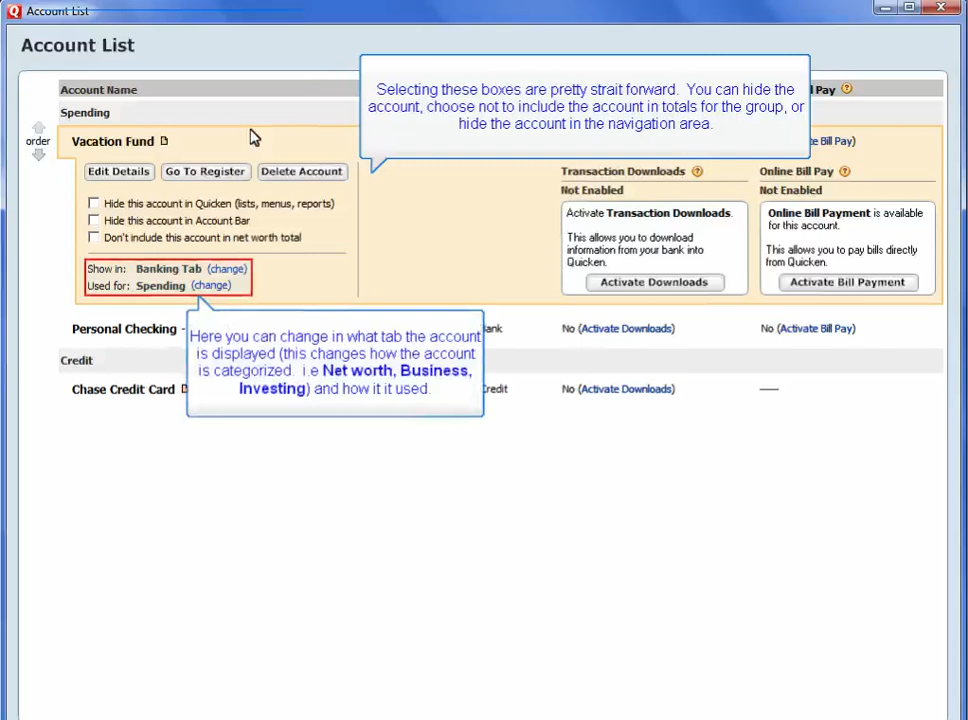 Account List
Account List
Account Name
Pay
Spending
Selecting these boxes are pretty strait forward. You can hide the
account, choose not to include the account in totals for the group, or
hide the account in the navigation area.
order
Vacation Fund
Bill Pay)
Edit Details
Go To Register
Delete Account
Hide this account in Quicken (lists, menus, reports)
Hide this account in Account Bar
Don't include this account in net worth total
Show in: Banking Tab (change)
Used for: Spending (change)
Transaction Downloads
Not Enabled
Activate Transaction Downloads.
This allows you to download
information from your bank into
Quicken.
Activate Downloads
Online Bill Pay
Not Enabled
Online Bill Payment is available
for this account.
This allows you to pay bills directly
from Quicken.
Activate Bill Payment
Here you can change in what tab the account
is displayed (this changes how the account
is categorized. i.e Net worth, Business,
Investing) and how it it used.
Personal Checking
No (Activate Downloads)
No (Activate Bill Pay)
Credit
Chase Credit Card
Credit
No (Activate Downloads)